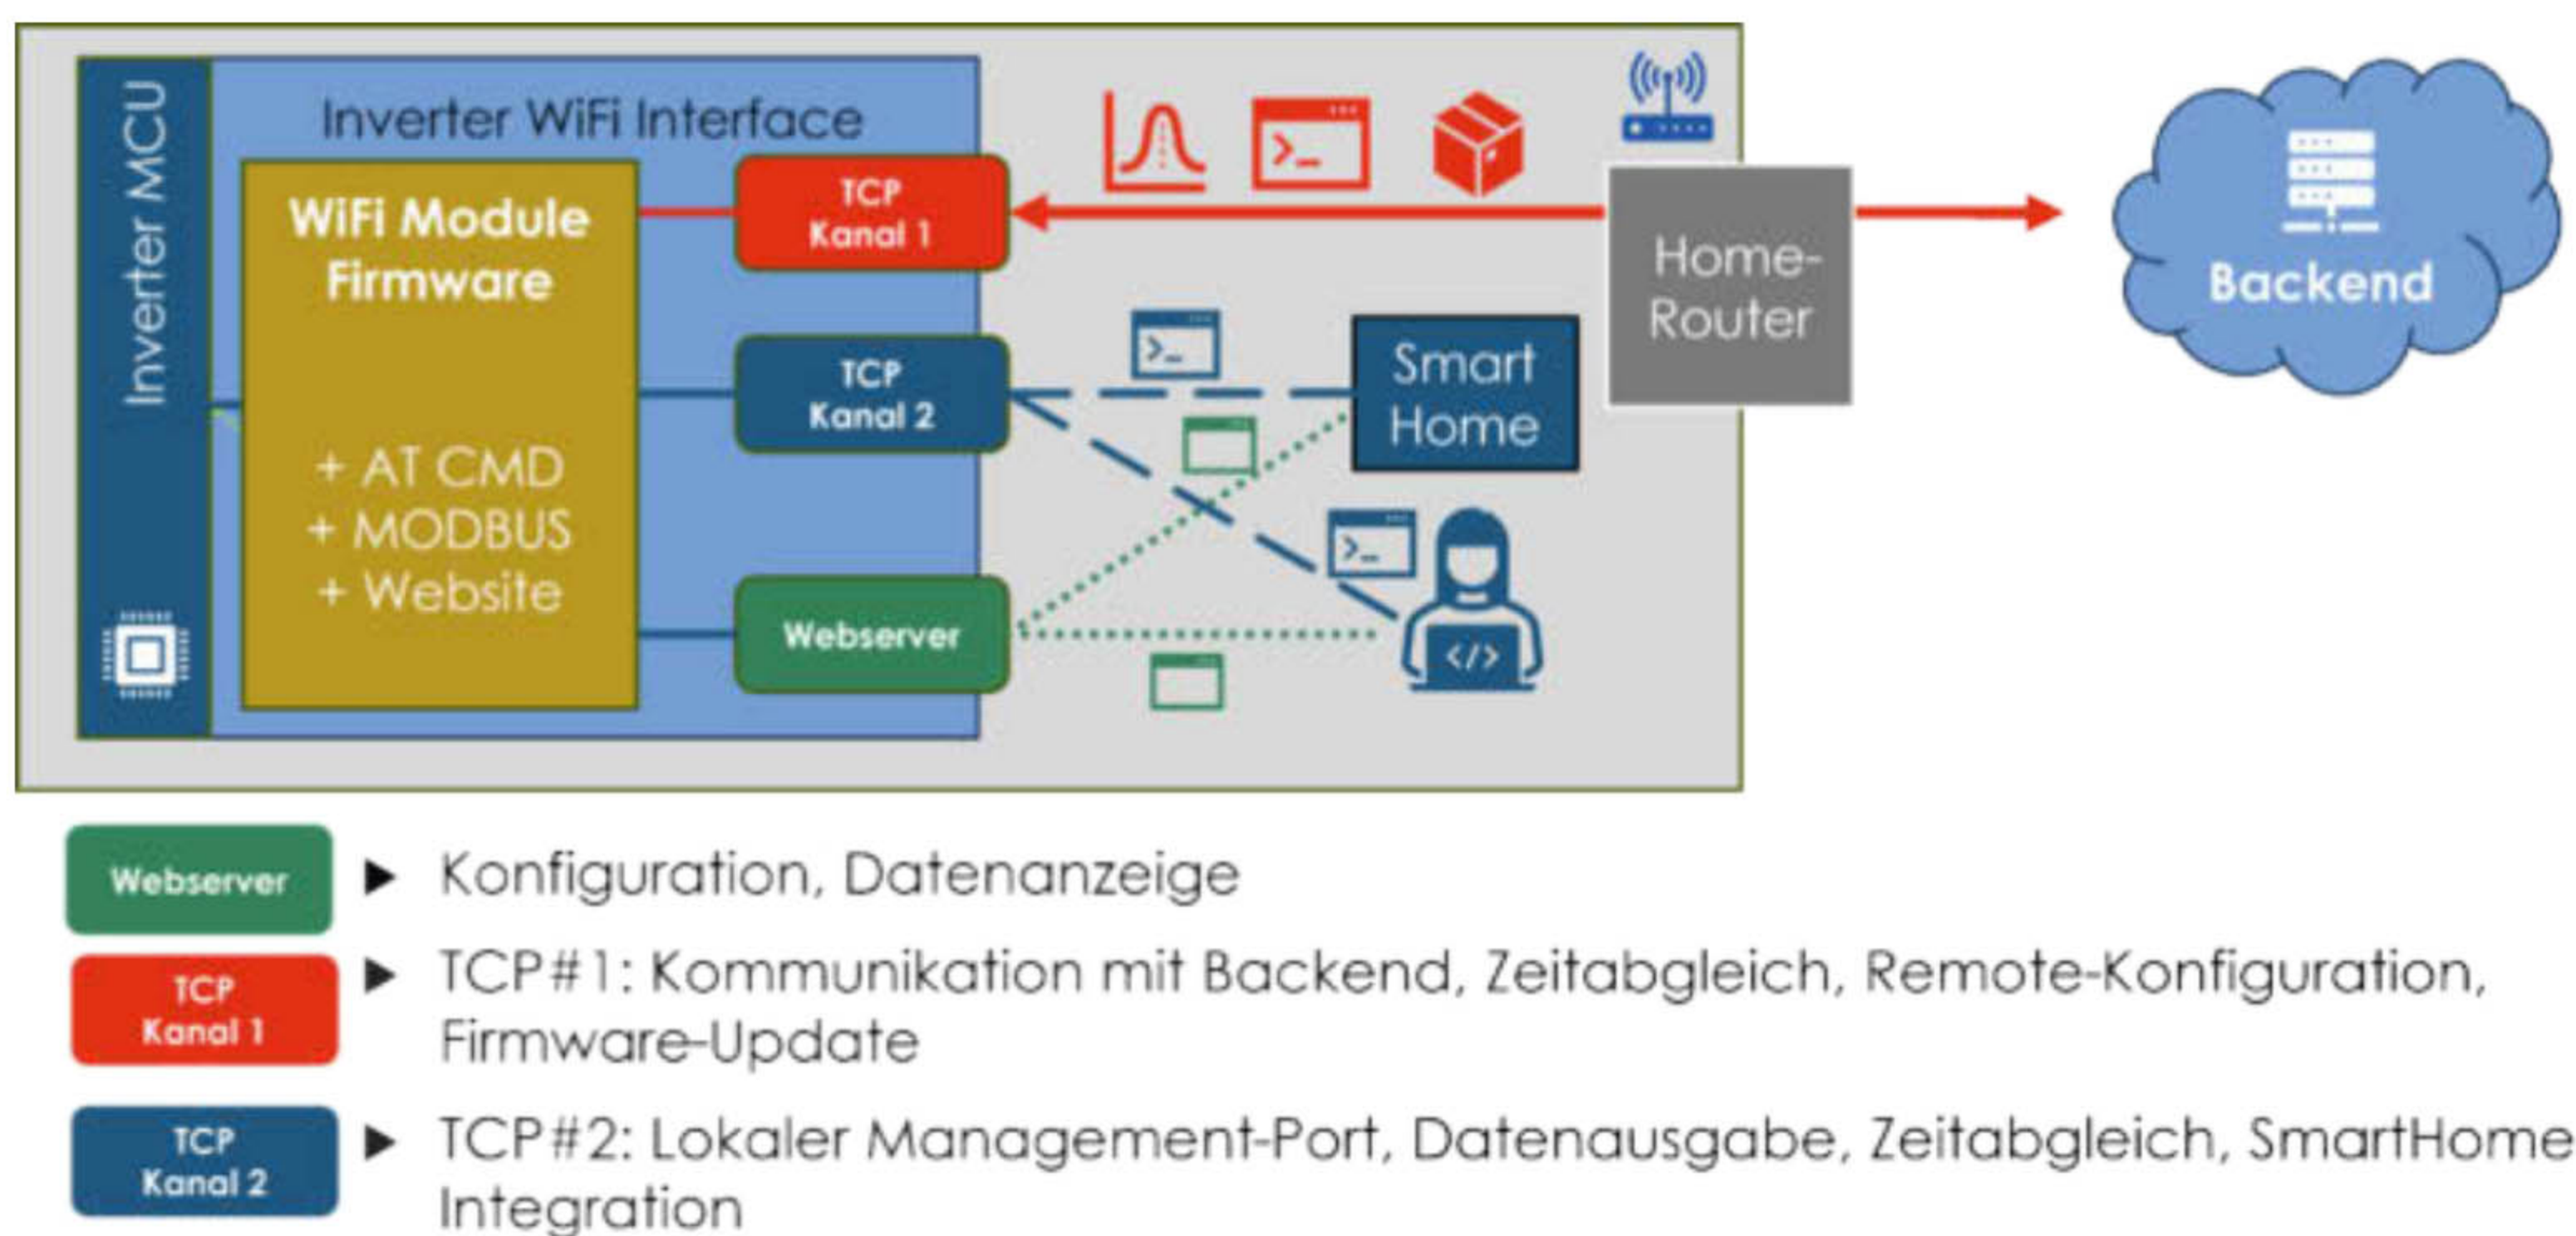 Inverter MCU
Inverter WiFi Interface
WiFi Module
Firmware
+ AT CMD
+ MODBUS
+ Website
TCP
Kanal 1
TCP
Kanal 2
Webserver
>_
>_
>_
Smart
Home
</>
Home-
Router
Backend
Webserver
Konfiguration, Datenanzeige
TCP
Kanal 1
TCP#1: Kommunikation mit Backend, Zeitabgleich, Remote-Konfiguration,
Firmware-Update
TCP
Kanal 2
TCP#2: Lokaler Management-Port, Datenausgabe, Zeitabgleich, SmartHome
Integration